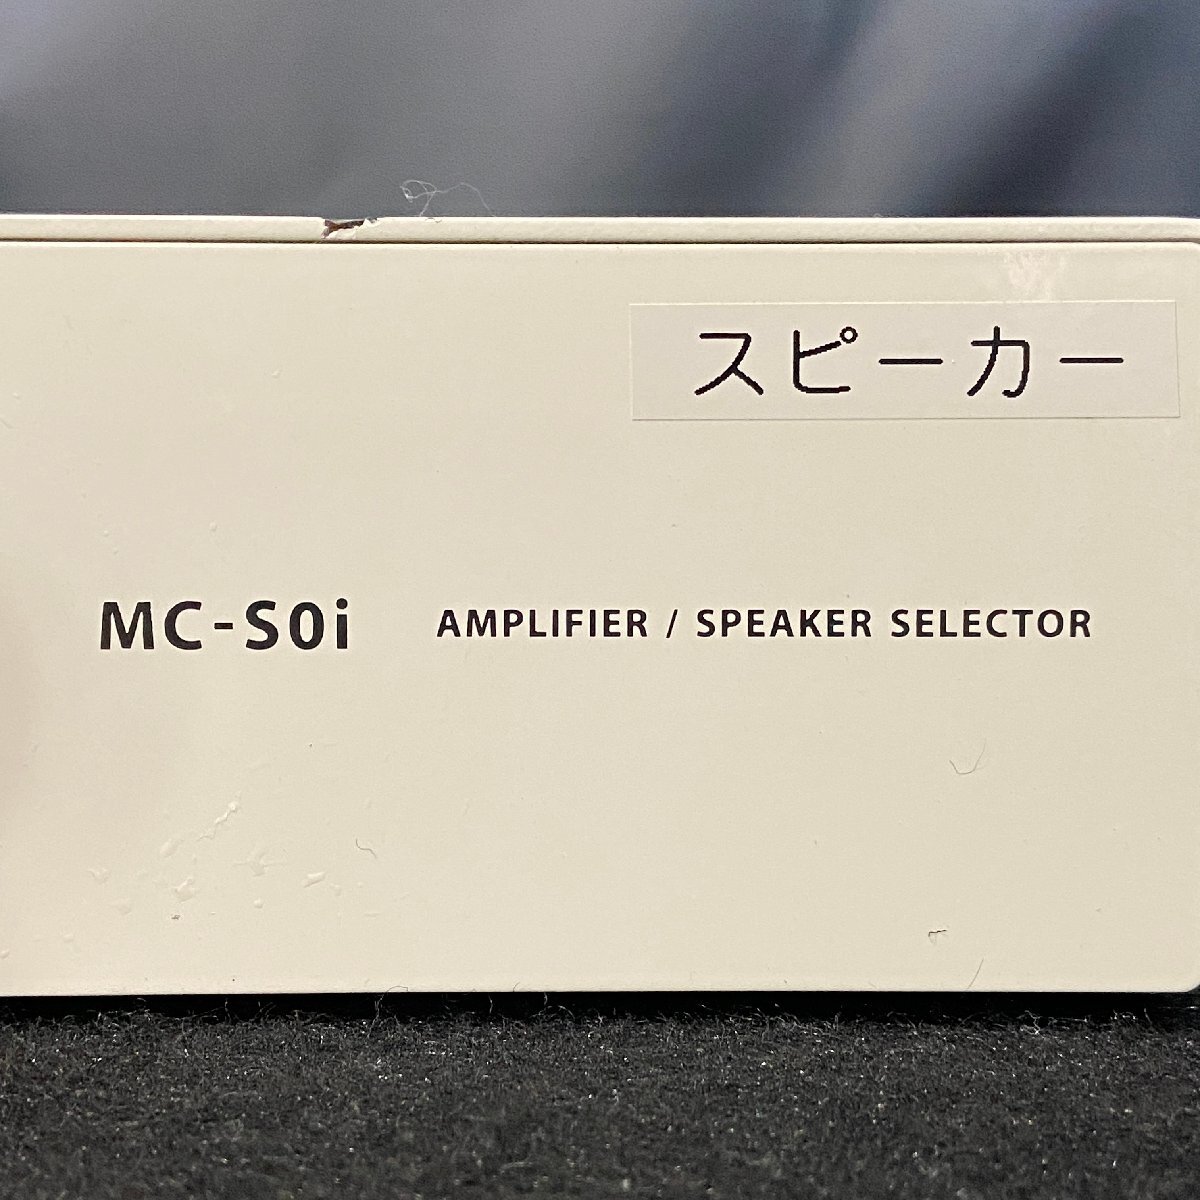 スピーカー
MC-S0i AMPLIFIER / SPEAKER SELECTOR